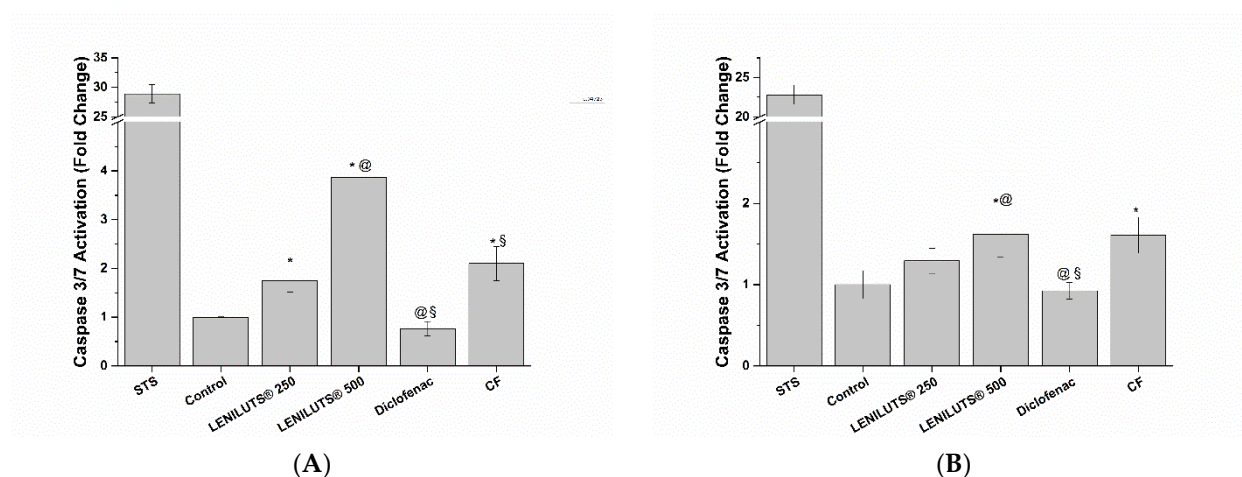 Caspase 3/7 Activation (Fold Change)
35
30
25
4
3
2
1
0
*
* @
@ §
* §
STS
Control
LENILUTS® 250
LENILUTS® 500
Diclofenac
CF
(A)
Caspase 3/7 Activation (Fold Change)
25
20
2
1
0
*@
@ §
*
STS
Control
LENILUTS® 250
LENILUTS® 500
Diclofenac
CF
(B)